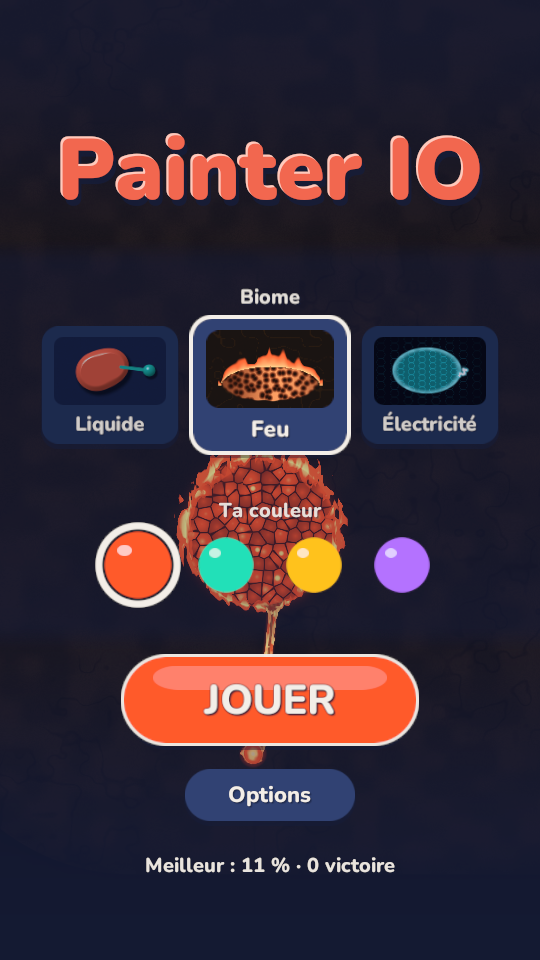 Painter IO
Biome
Liquide
Feu
Électricité
Ta couleur
JOUER
Options
Meilleur : 11 % · 0 victoire